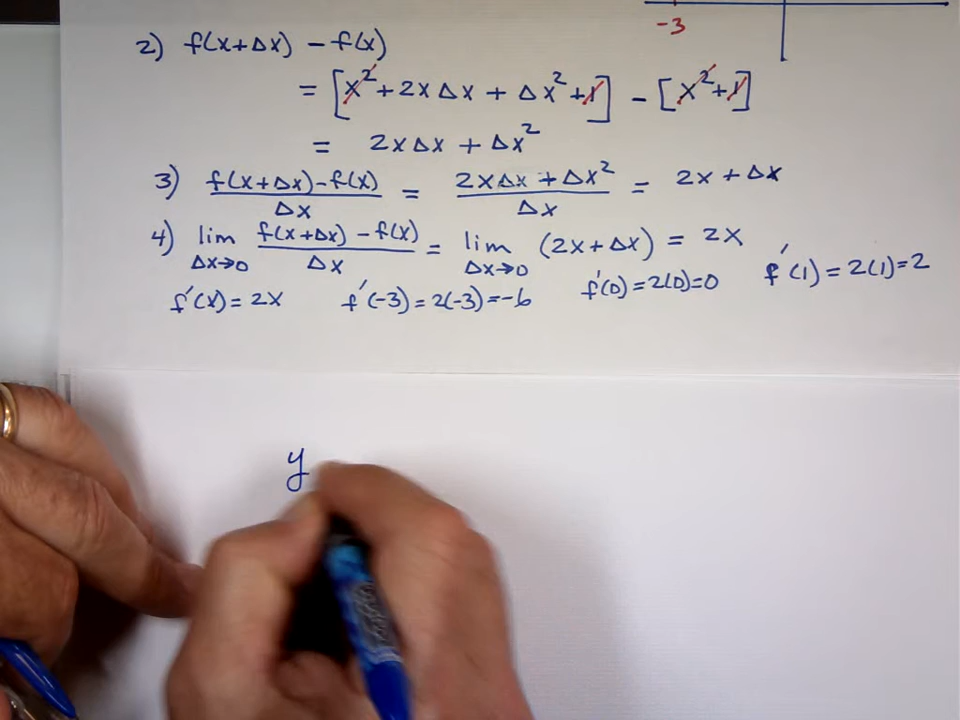 -3
2) f(x+Δx) - f(x)
= [x²+2xΔx + Δx²+1] - [x²+1]
= 2xΔx + Δx²
3) f(x+Δx)-f(x) / Δx = 2xΔx+Δx² / Δx = 2x+Δx
4) lim Δx→0 f(x+Δx)-f(x) / Δx = lim Δx→0 (2x+Δx) = 2x
f'(x)=2x f'(-3)=2(-3)=-6 f'(0)=2(0)=0 f'(1)=2(1)=2
y